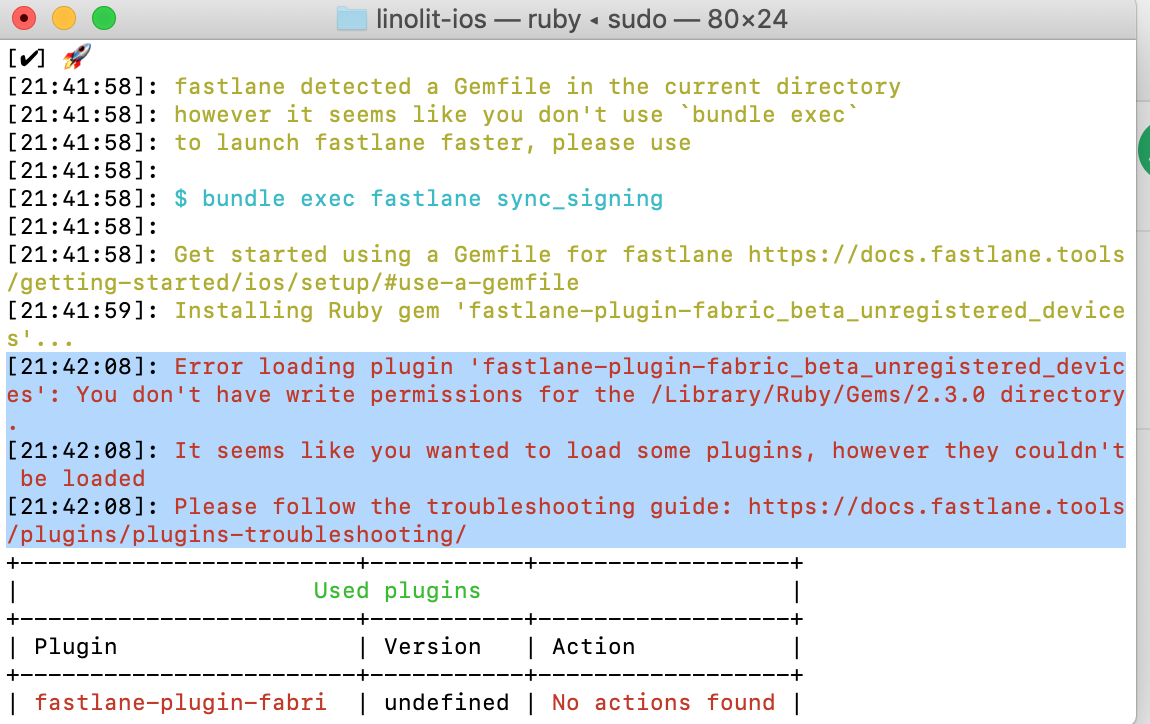 linolit-ios — ruby ◂ sudo — 80×24
[✔] 🚀
[21:41:58]: fastlane detected a Gemfile in the current directory
[21:41:58]: however it seems like you don't use `bundle exec`
[21:41:58]: to launch fastlane faster, please use
[21:41:58]:
[21:41:58]: $ bundle exec fastlane sync_signing
[21:41:58]:
[21:41:58]: Get started using a Gemfile for fastlane https://docs.fastlane.tools
/getting-started/ios/setup/#use-a-gemfile
[21:41:59]: Installing Ruby gem 'fastlane-plugin-fabric_beta_unregistered_device
s'...
[21:42:08]: Error loading plugin 'fastlane-plugin-fabric_beta_unregistered_devic
es': You don't have write permissions for the /Library/Ruby/Gems/2.3.0 directory
.
[21:42:08]: It seems like you wanted to load some plugins, however they couldn't
 be loaded
[21:42:08]: Please follow the troubleshooting guide: https://docs.fastlane.tools
/plugins/plugins-troubleshooting/
+------------------------+-----------+------------------+
|                     Used plugins                      |
+------------------------+-----------+------------------+
| Plugin                 | Version   | Action           |
+------------------------+-----------+------------------+
| fastlane-plugin-fabri  | undefined | No actions found |